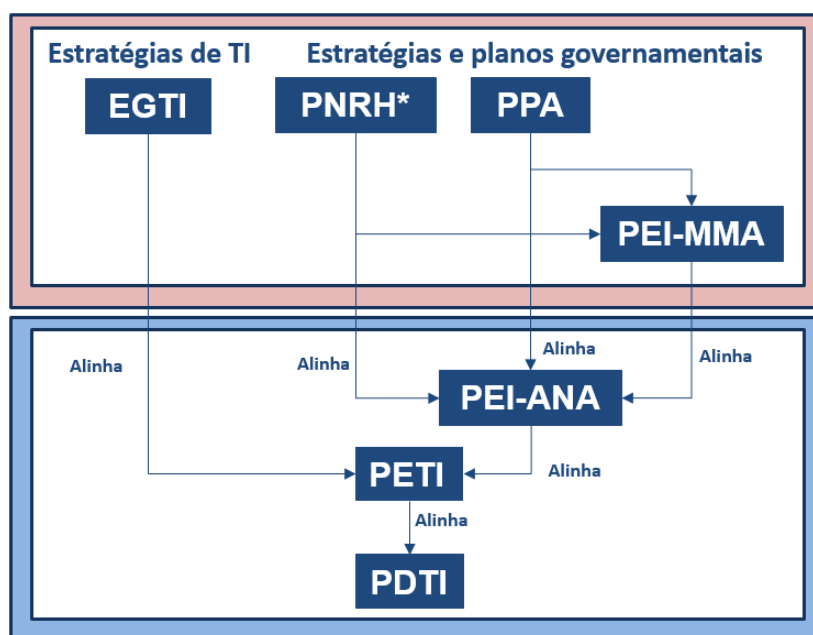 Estratégias de TI
Estratégias e planos governamentais
EGTI
PNRH*
PPA
PEI-MMA
Alinha
Alinha
Alinha
Alinha
PEI-ANA
PETI
Alinha
Alinha
PDTI